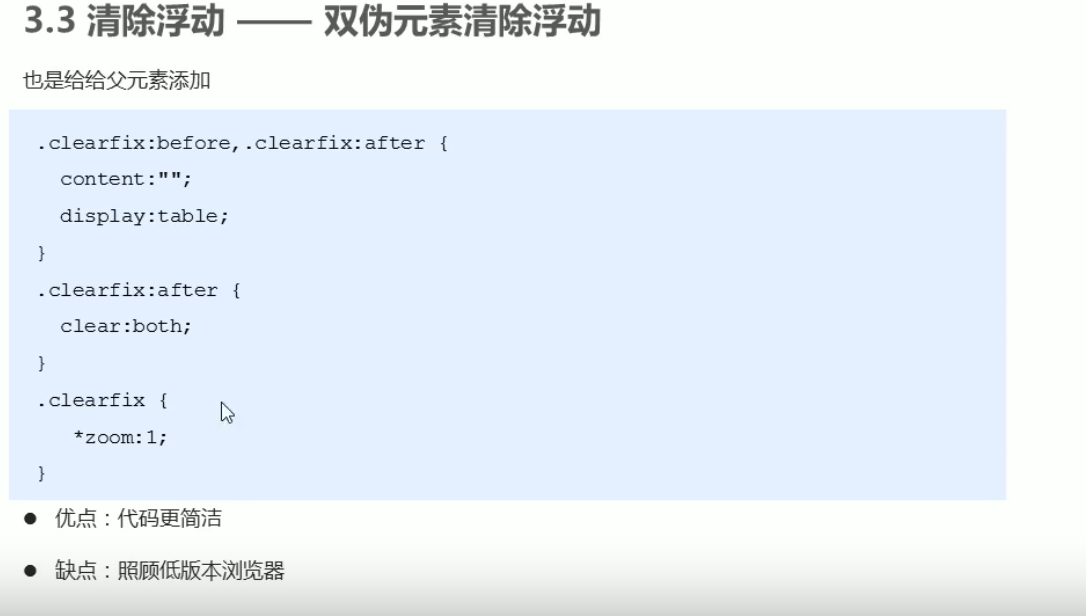 3.3 清除浮动 —— 双伪元素清除浮动
也是给给父元素添加
.clearfix:before,.clearfix:after {
content:"";
display:table;
}
.clearfix:after {
clear:both;
}
.clearfix {
*zoom:1;
}
● 优点：代码更简洁
● 缺点：照顾低版本浏览器